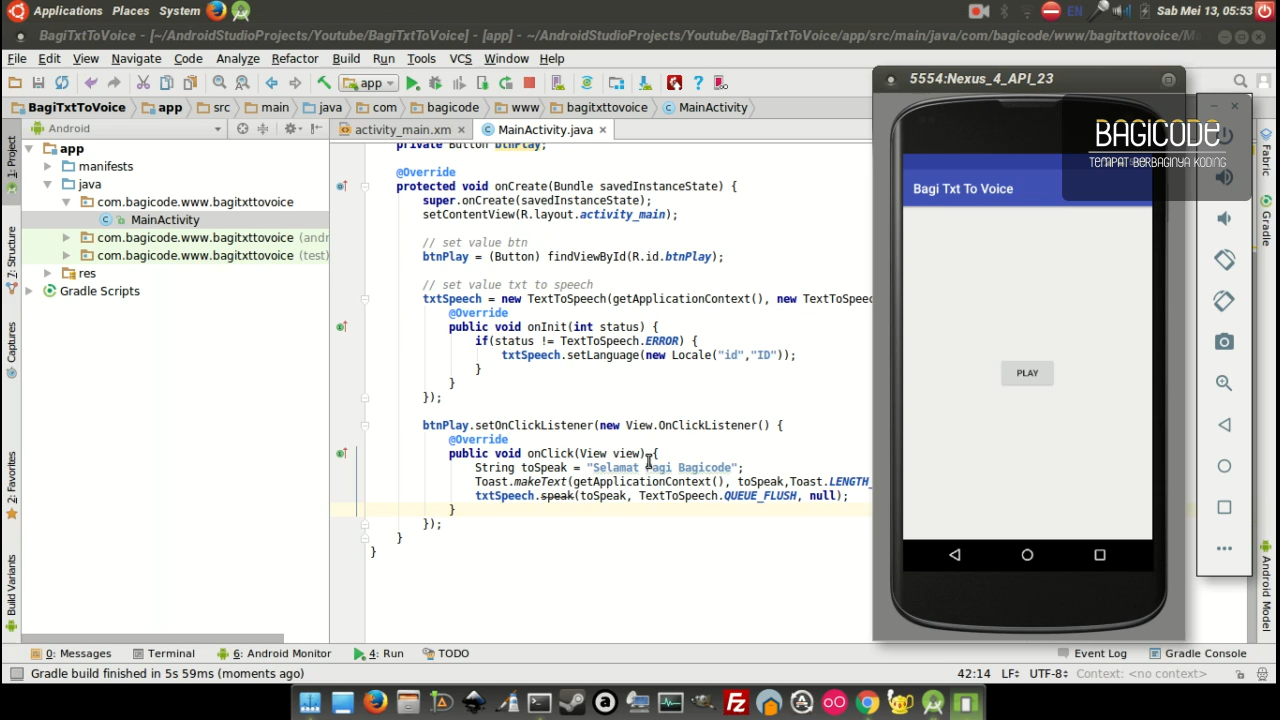 Applications Places System
EN Sab Mei 13, 05:53
BagiTxtToVoice - [~/AndroidStudioProjects/Youtube/BagiTxtToVoice] - [app] - ~/AndroidStudioProjects/Youtube/BagiTxtToVoice/app/src/main/java/com/bagicode/www/bagitxttovoice/M
File Edit View Navigate Code Analyze Refactor Build Run Tools VCS Window Help
app
BagiTxtToVoice app src main java com bagicode www bagitxttovoice MainActivity
Android
activity_main.xm MainActivity.java
app
manifests
java
com.bagicode.www.bagitxttovoice
MainActivity
com.bagicode.www.bagitxttovoice (andr
com.bagicode.www.bagitxttovoice (test)
res
Gradle Scripts
1: Project
7: Structure
Captures
2: Favorites
Build Variants
private Button btnPlay;
@Override
protected void onCreate(Bundle savedInstanceState) {
super.onCreate(savedInstanceState);
setContentView(R.layout.activity_main);
// set value btn
btnPlay = (Button) findViewById(R.id.btnPlay);
// set value txt to speech
txtSpeech = new TextToSpeech(getApplicationContext(), new TextToSpeec
@Override
public void onInit(int status) {
if(status != TextToSpeech.ERROR) {
txtSpeech.setLanguage(new Locale("id","ID"));
}
}
});
btnPlay.setOnClickListener(new View.OnClickListener() {
@Override
public void onClick(View view) {
String toSpeak = "Selamat Pagi Bagicode";
Toast.makeText(getApplicationContext(), toSpeak,Toast.LENGTH_
txtSpeech.speak(toSpeak, TextToSpeech.QUEUE_FLUSH, null);
}
});
}
}
5554:Nexus_4_API_23
BAGICODE
TEMPAT BERBAGINYA KODING
Bagi Txt To Voice
PLAY
Fabric
Gradle
Android Model
0: Messages Terminal 6: Android Monitor 4: Run TODO Event Log Gradle Console
Gradle build finished in 5s 59ms (moments ago) 42:14 LF UTF-8 Context: <no context>